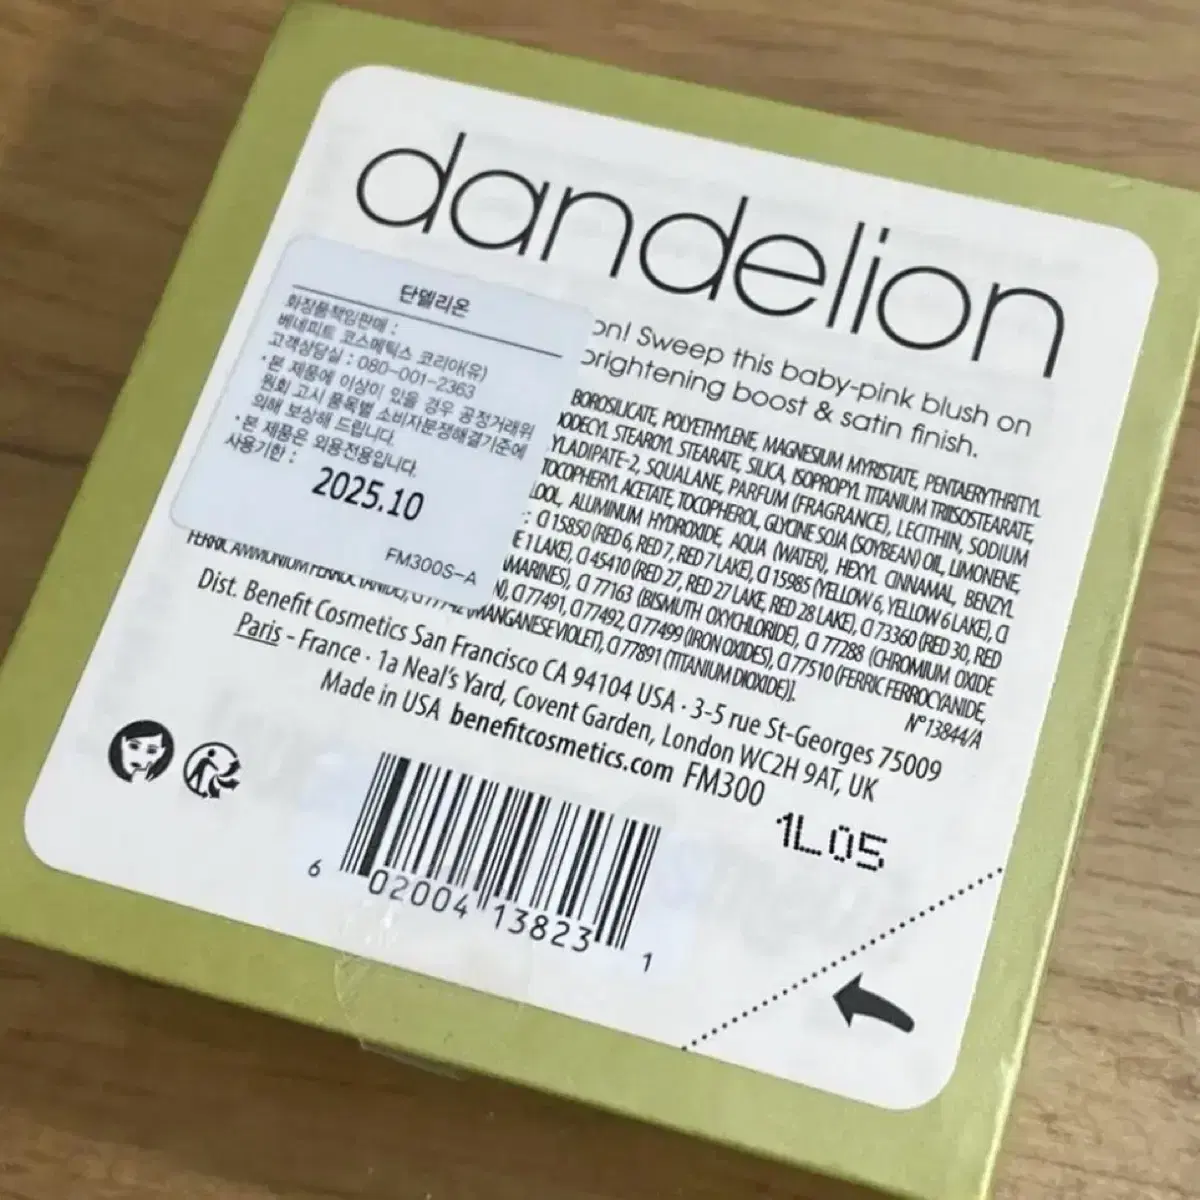 dandelion
on! Sweep this baby-pink blush on
brightening boost & satin finish.
단델리온
화장품책임판매 :
베네피트 코스메틱스 코리아(유)
고객상담실 : 080-001-2363
·본 제품에 이상이 있을 경우 공정거래위
원회 고시 품목별 소비자분쟁해결기준에
의해 보상해 드립니다.
·본 제품은 외용전용입니다.
사용기한 :
2025.10
FM300S-A
BOROSILICATE, POLYETHYLENE, MAGNESIUM MYRISTATE, PENTAERYTHRITYL
STEAROYL STEARATE, SILICA, ISOPROPYL TITANIUM TRIISOSTEARATE,
YLADIPATE-2, SQUALANE, PARFUM (FRAGRANCE), LECITHIN, SODIUM
TOCOPHERYL ACETATE, TOCOPHEROL, GLYCINE SOJA (SOYBEAN) OIL, LIMONENE,
LOOL, ALUMINUM HYDROXIDE, AQUA (WATER), HEXYL CINNAMAL, BENZYL
: CI 15850 (RED 6, RED 7, RED 7 LAKE), CI 15985 (YELLOW 6, YELLOW 6 LAKE), CI
E 1 LAKE), CI 45410 (RED 27, RED 27 LAKE, RED 28 LAKE), CI 73360 (RED 30, RED
MARINES), CI 77163 (BISMUTH OXYCHLORIDE), CI 77288 (CHROMIUM OXIDE
N), CI 77491, CI 77492, CI 77499 (IRON OXIDES), CI 77510 (FERRIC FERROCYANIDE,
FERRIC AMMONIUM FERROCYANIDE), CI 77742 (MANGANESE VIOLET), CI 77891 (TITANIUM DIOXIDE)].
N° 13844/A
Dist. Benefit Cosmetics San Francisco CA 94104 USA · 3-5 rue St-Georges 75009
Paris - France · 1a Neal's Yard, Covent Garden, London WC2H 9AT, UK
Made in USA benefitcosmetics.com FM300
1L05
6 02004 13823 1